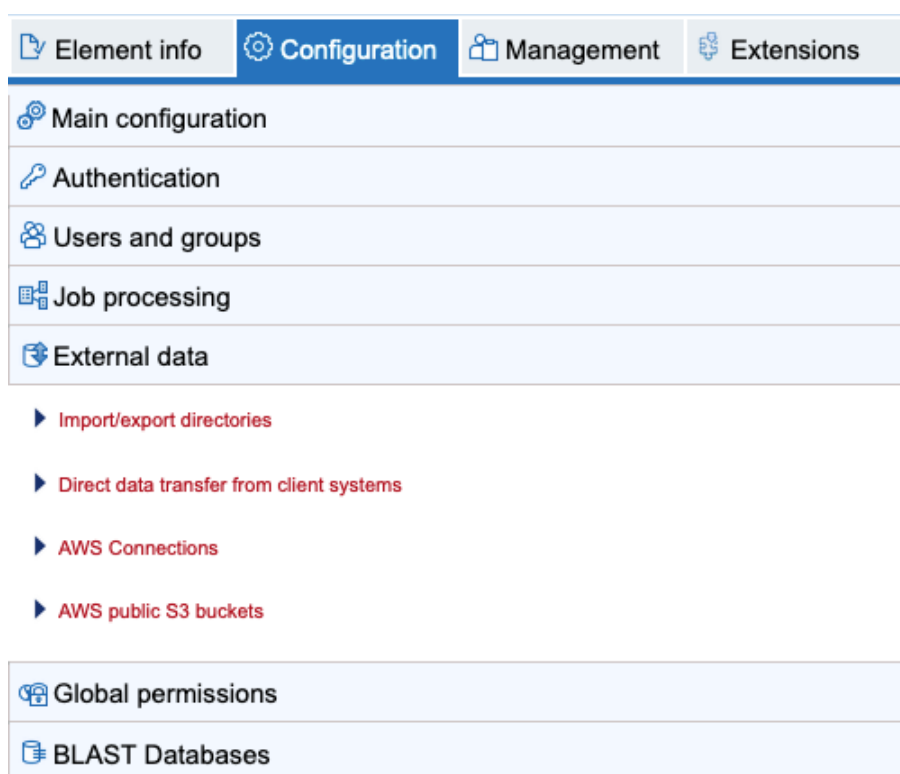 Element info Configuration Management Extensions
Main configuration
Authentication
Users and groups
Job processing
External data
Import/export directories
Direct data transfer from client systems
AWS Connections
AWS public S3 buckets
Global permissions
BLAST Databases